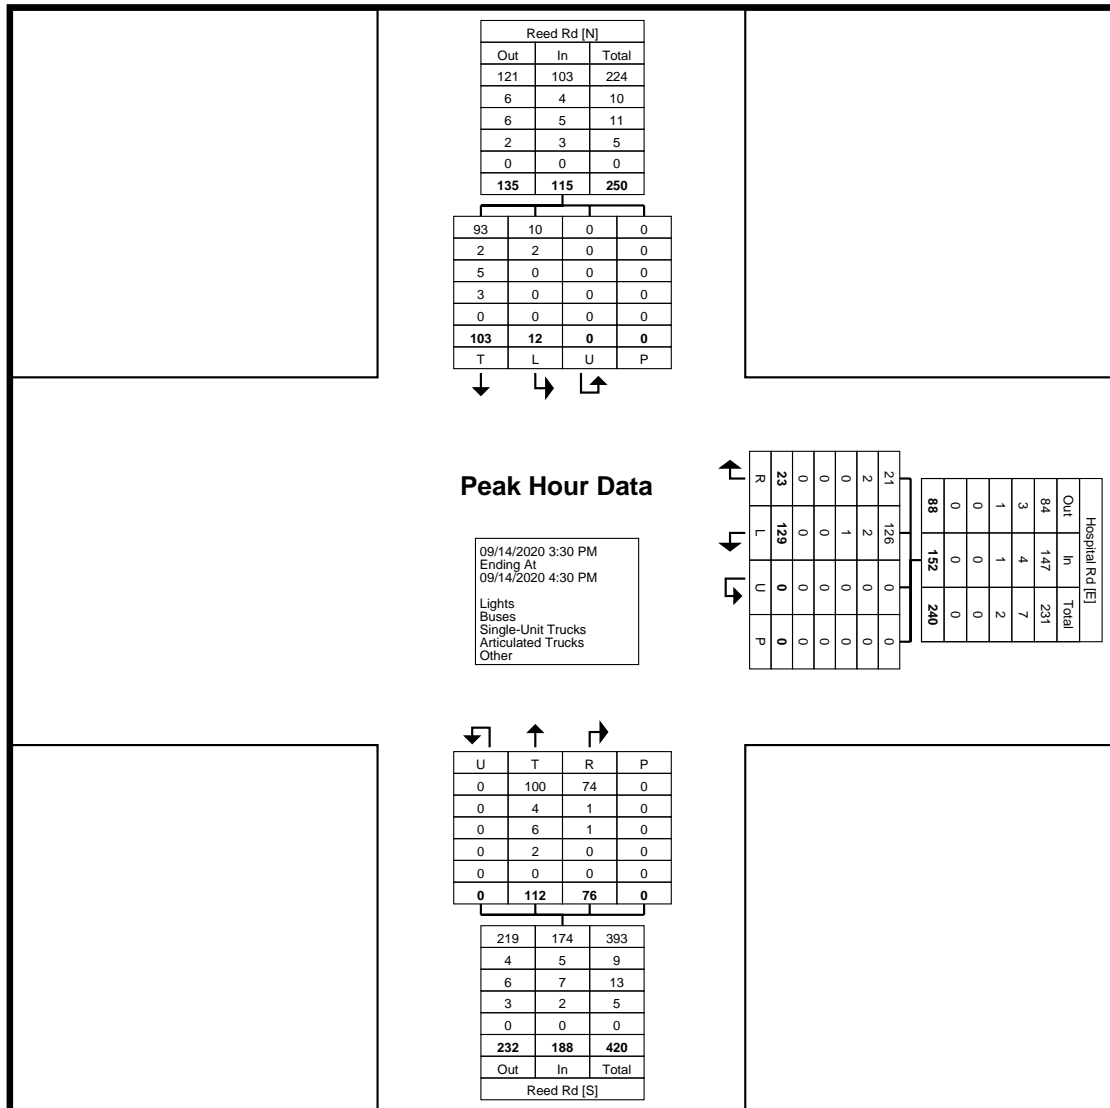 Reed Rd [N]
Out In Total
121 103 224
6 4 10
6 5 11
2 3 5
0 0 0
135 115 250
93 10 0 0
2 2 0 0
5 0 0 0
3 0 0 0
0 0 0 0
103 12 0 0
T L U P
Peak Hour Data
09/14/2020 3:30 PM
Ending At
09/14/2020 4:30 PM
Lights
Buses
Single-Unit Trucks
Articulated Trucks
Other
Hospital Rd [E]
Out In Total
84 147 231
3 4 7
1 1 2
0 0 0
0 0 0
88 152 240
21 126 0 0
2 2 0 0
0 1 0 0
0 0 0 0
0 0 0 0
23 129 0 0
R L U P
U T R P
0 100 74 0
0 4 1 0
0 6 1 0
0 2 0 0
0 0 0 0
0 112 76 0
219 174 393
4 5 9
6 7 13
3 2 5
0 0 0
232 188 420
Out In Total
Reed Rd [S]